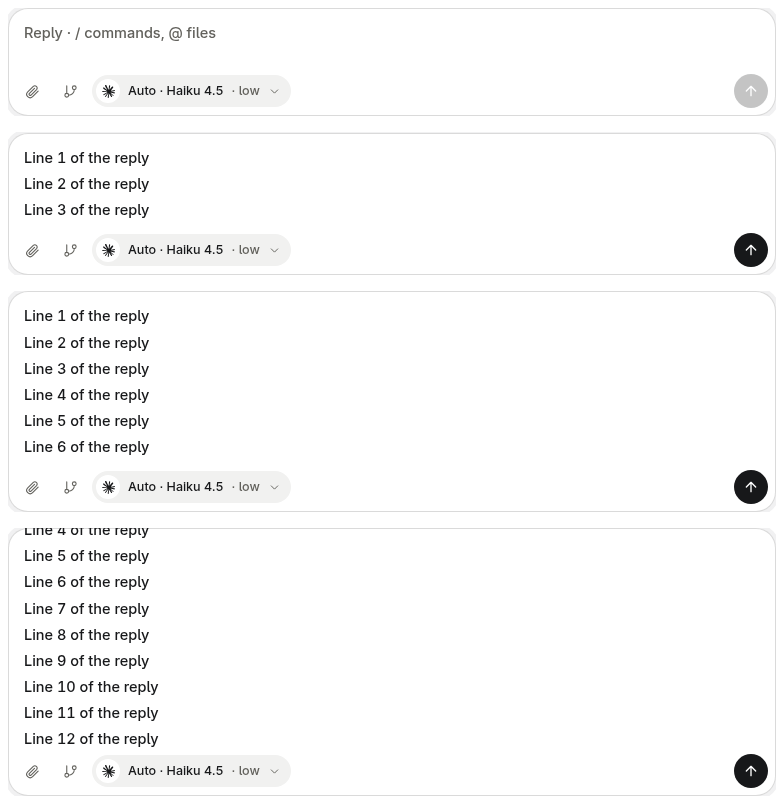 Reply · / commands, @ files
Auto · Haiku 4.5 · low
Line 1 of the reply
Line 2 of the reply
Line 3 of the reply
Auto · Haiku 4.5 · low
Line 1 of the reply
Line 2 of the reply
Line 3 of the reply
Line 4 of the reply
Line 5 of the reply
Line 6 of the reply
Auto · Haiku 4.5 · low
Line 4 of the reply
Line 5 of the reply
Line 6 of the reply
Line 7 of the reply
Line 8 of the reply
Line 9 of the reply
Line 10 of the reply
Line 11 of the reply
Line 12 of the reply
Auto · Haiku 4.5 · low